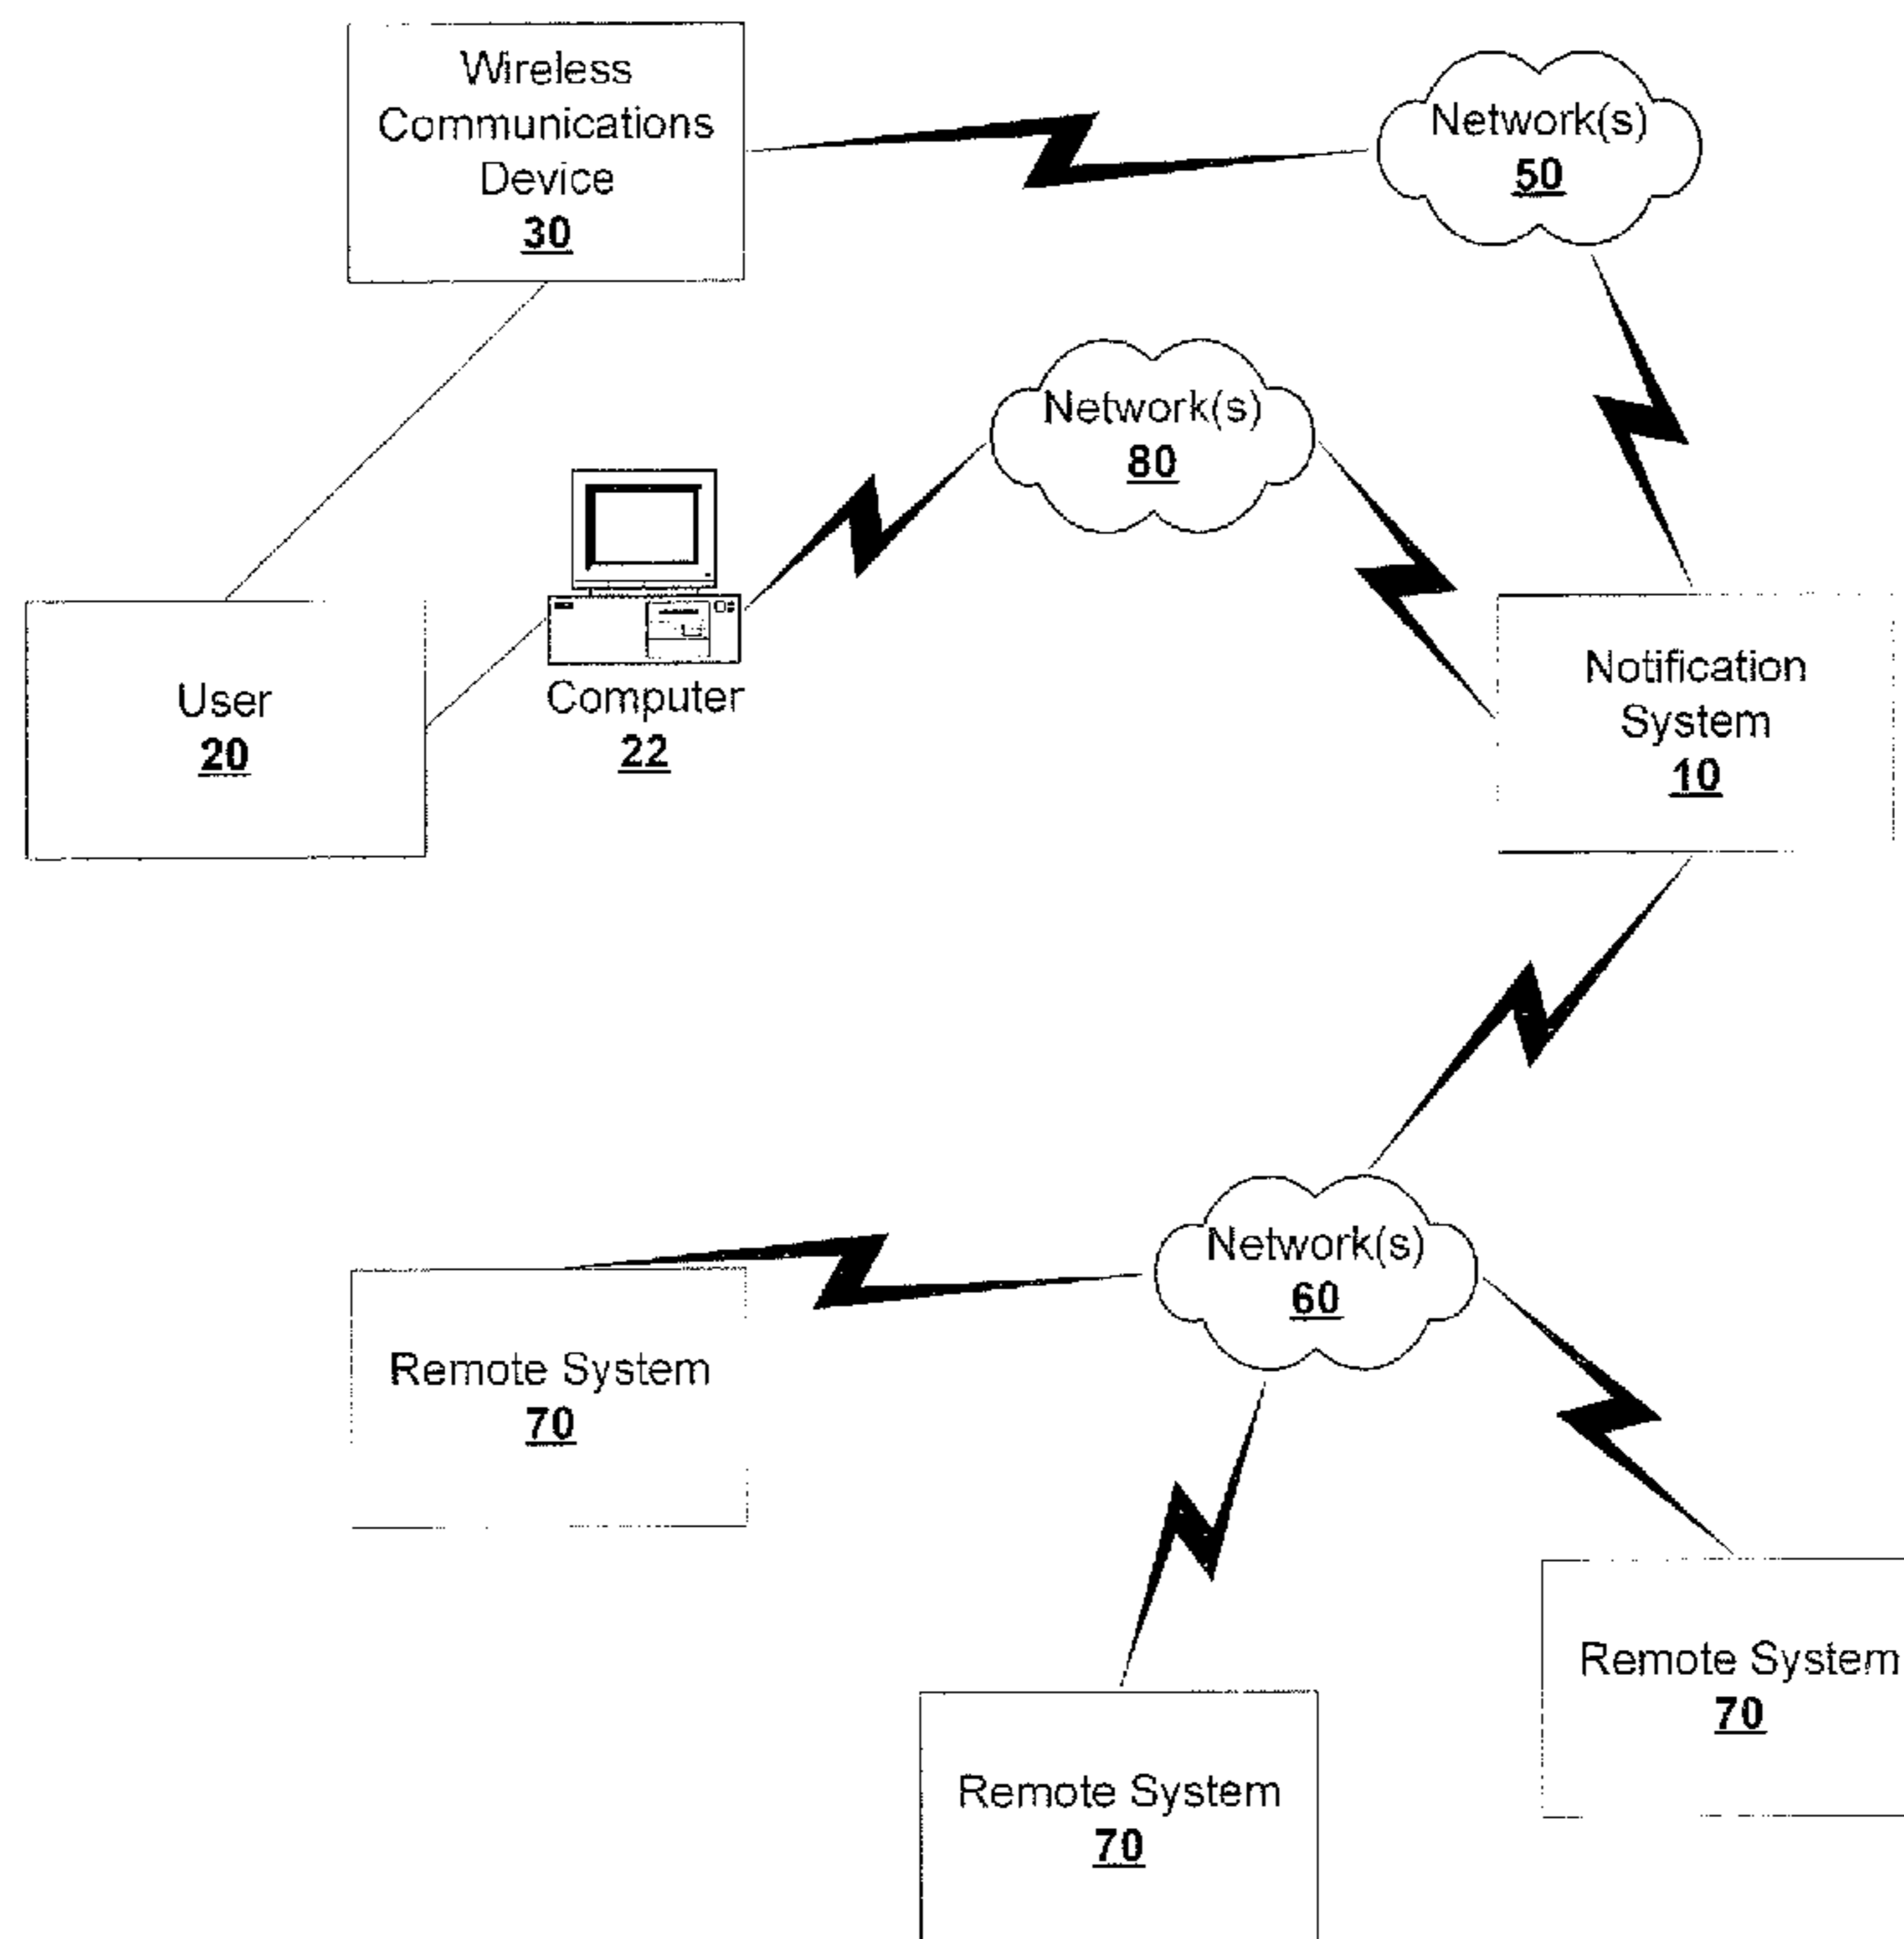 Wireless
Communications
Device
30
Network(s)
50
Network(s)
80
User
20
Computer
22
Notification
System
10
Network(s)
60
Remote System
70
Remote System
70
Remote System
70